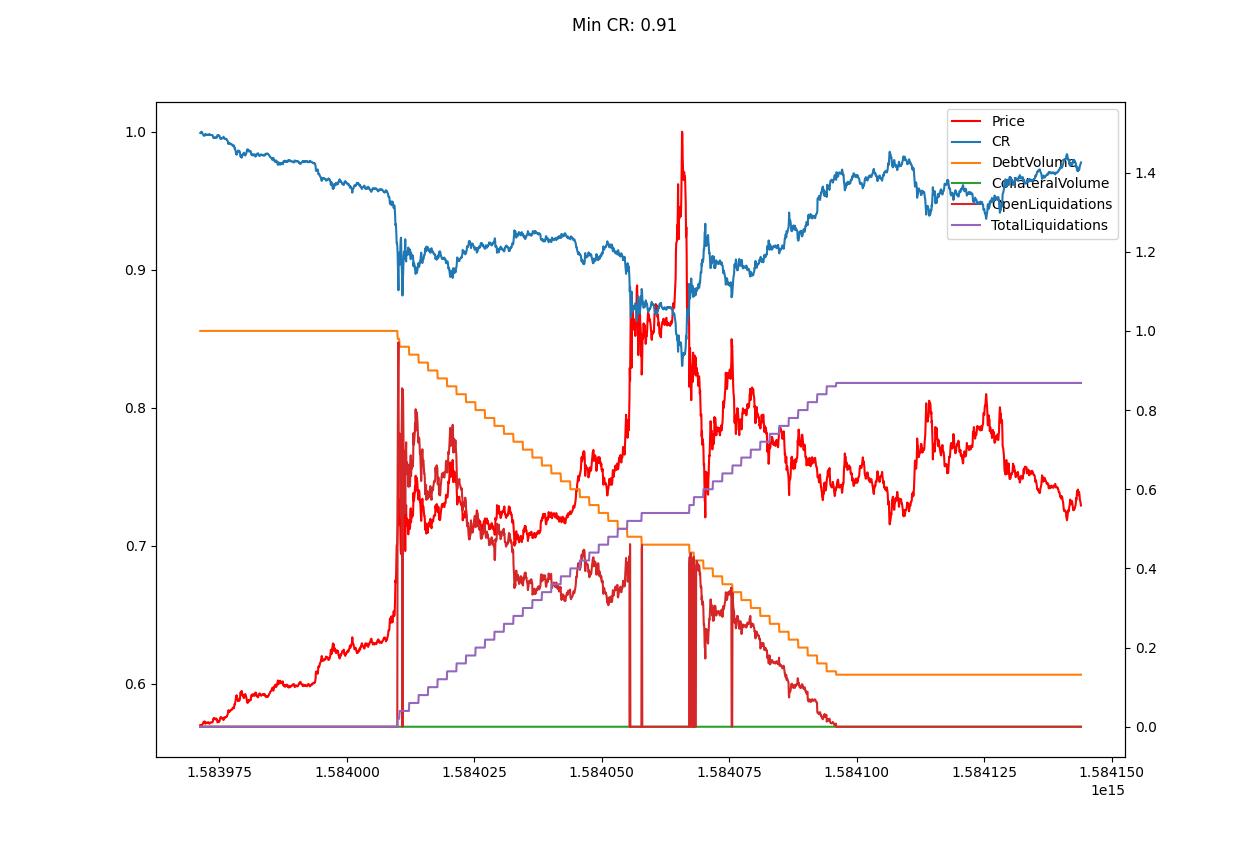 Min CR: 0.91
1.0
0.9
0.8
0.7
0.6
Price
CR
DebtVolume
CollateralVolume
OpenLiquidations
TotalLiquidations
1.4
1.2
1.0
0.8
0.6
0.4
0.2
0.0
1.583975 1.584000 1.584025 1.584050 1.584075 1.584100 1.584125 1.584150
1e15